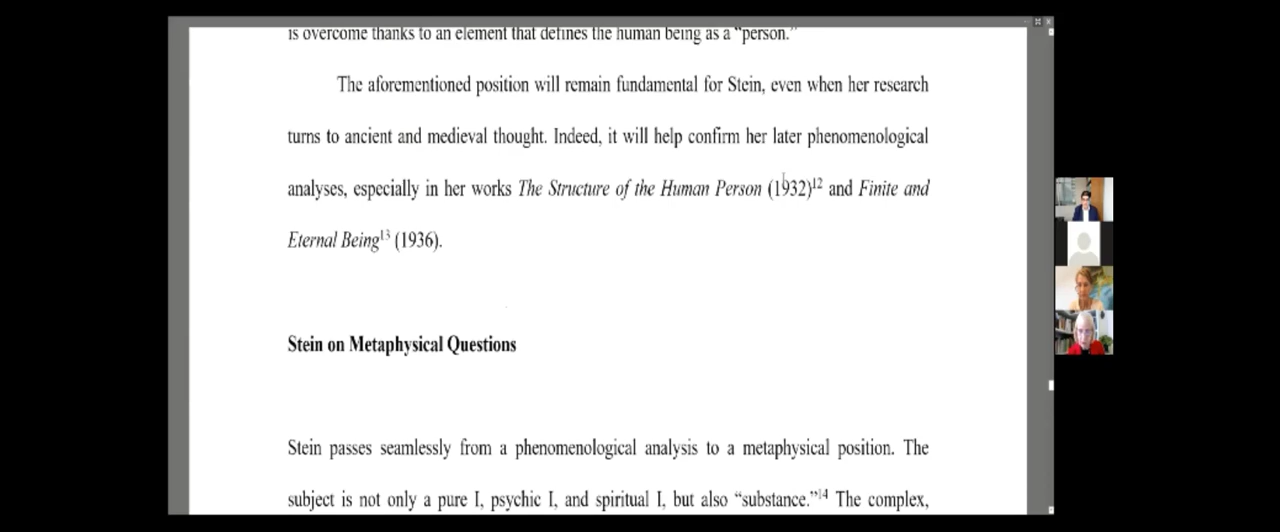 is overcome thanks to an element that defines the human being as a “person.”
The aforementioned position will remain fundamental for Stein, even when her research
turns to ancient and medieval thought. Indeed, it will help confirm her later phenomenological
analyses, especially in her works The Structure of the Human Person (1932)12 and Finite and
Eternal Being13 (1936).
Stein on Metaphysical Questions
Stein passes seamlessly from a phenomenological analysis to a metaphysical position. The
subject is not only a pure I, psychic I, and spiritual I, but also “substance.”14 The complex,